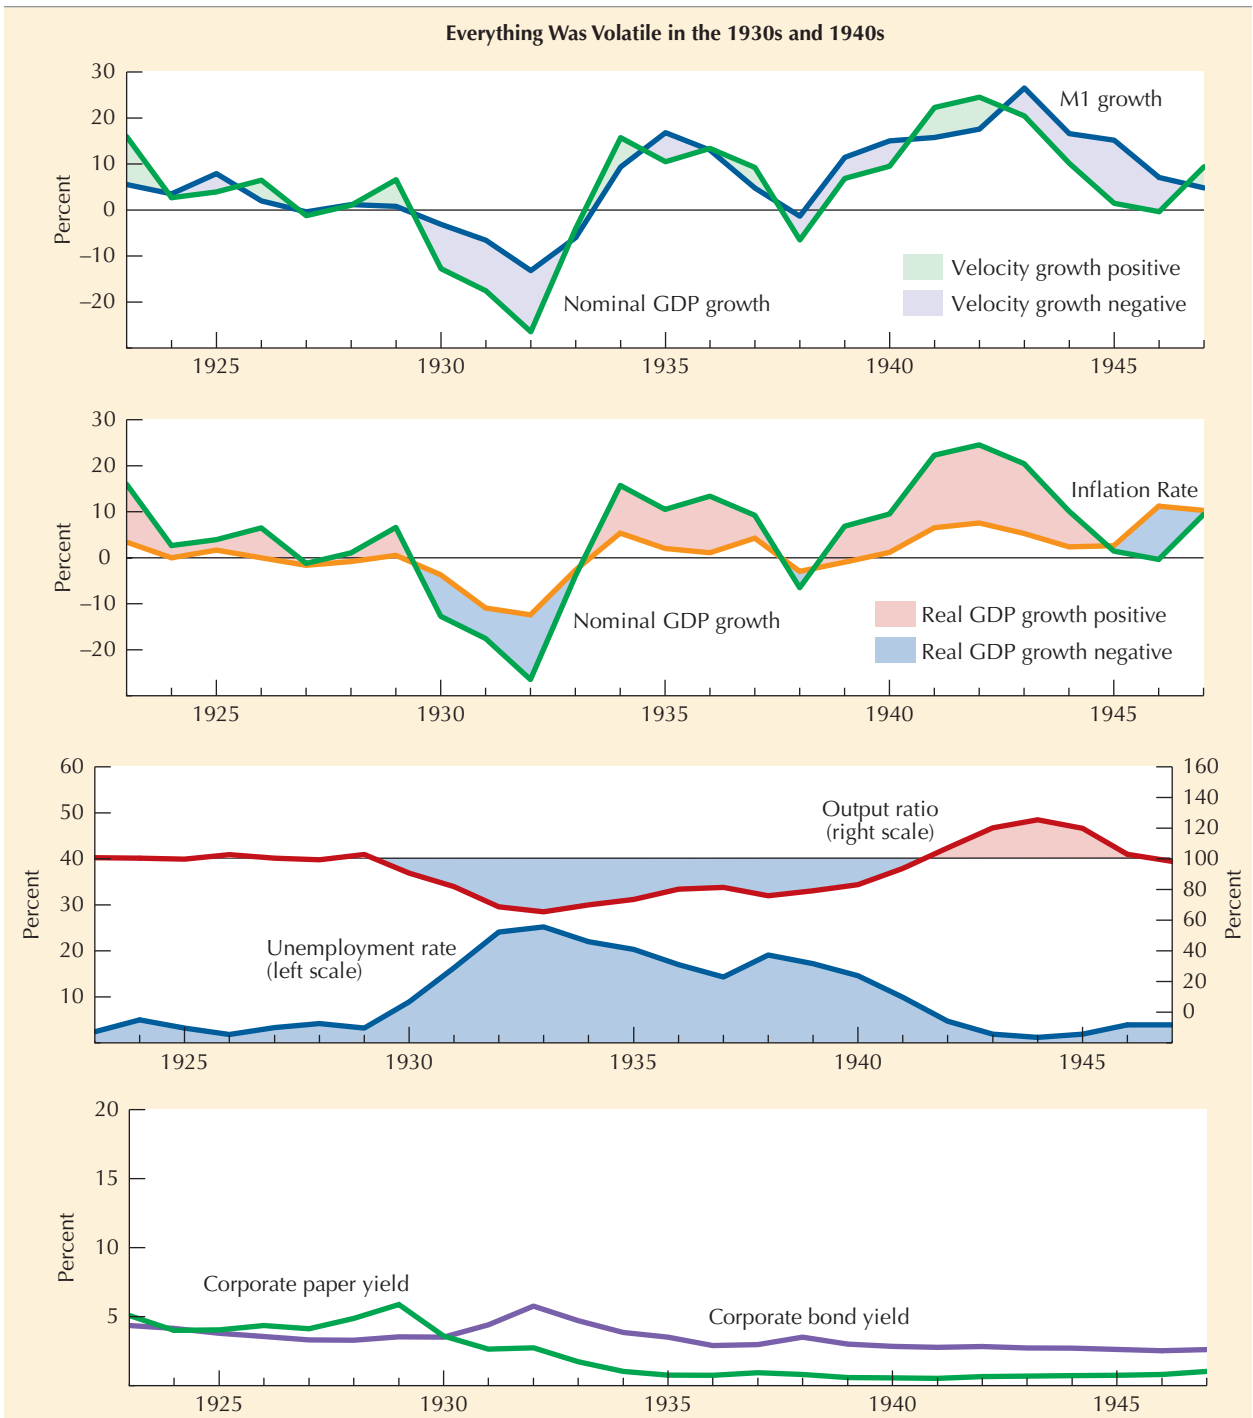 Everything Was Volatile in the 1930s and 1940s
30
20
10
0
–10
–20
Percent
M1 growth
Nominal GDP growth
Velocity growth positive
Velocity growth negative
1925 1930 1935 1940 1945
30
20
10
0
–10
–20
Percent
Inflation Rate
Nominal GDP growth
Real GDP growth positive
Real GDP growth negative
1925 1930 1935 1940 1945
60
50
40
30
20
10
Percent
Output ratio
(right scale)
Unemployment rate
(left scale)
160
140
120
100
80
60
40
20
0
Percent
1925 1930 1935 1940 1945
20
15
10
5
Percent
Corporate paper yield
Corporate bond yield
1925 1930 1935 1940 1945